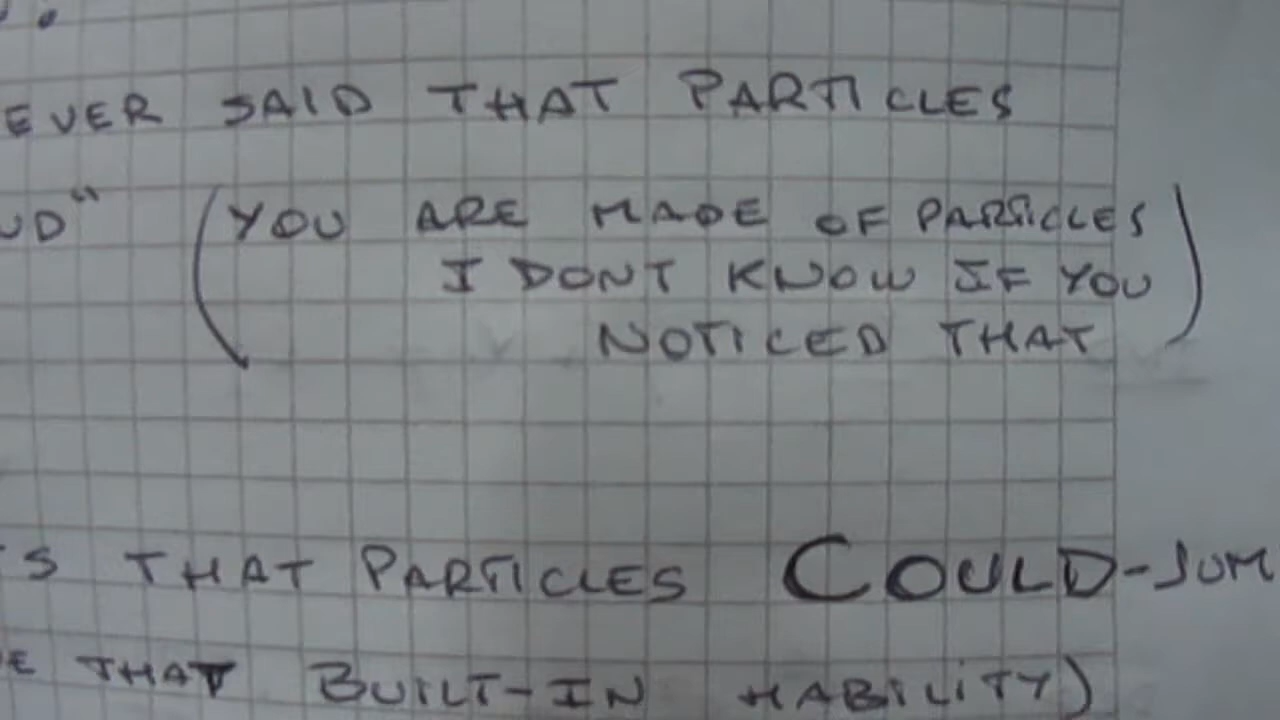 EVER SAID THAT PARTICLES
UD" (YOU ARE MADE OF PARTICLES
I DONT KNOW IF YOU
NOTICED THAT)
S THAT PARTICLES COULD-JUM
E THAT BUILT-IN HABILITY)